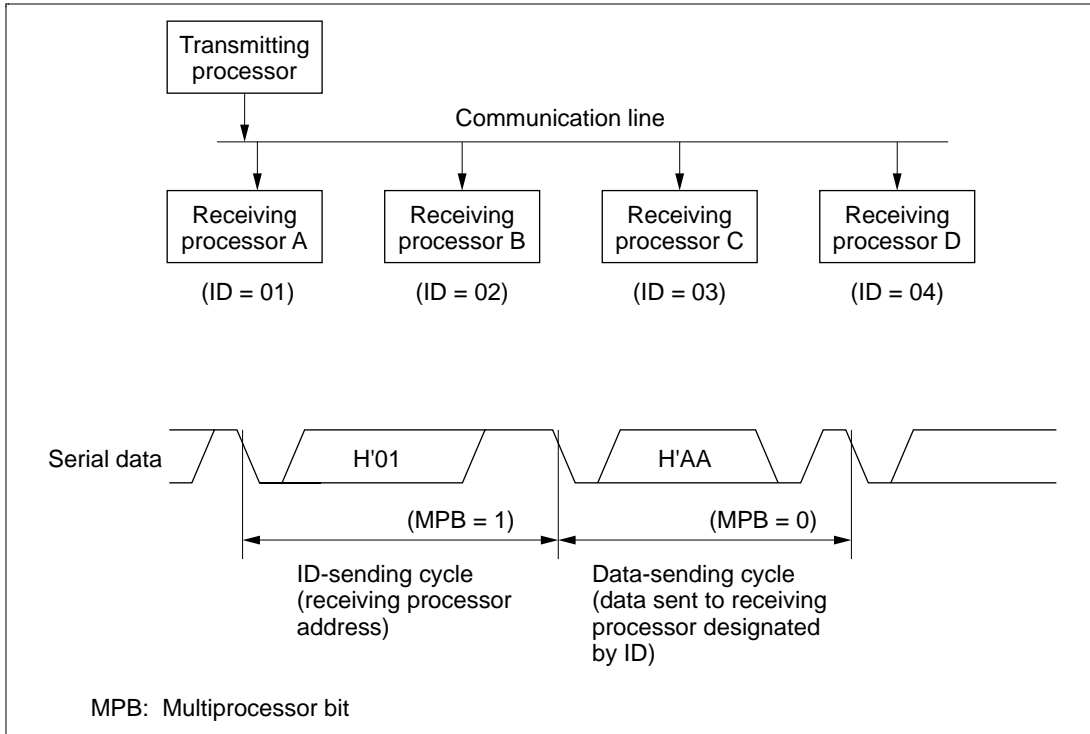 Transmitting
processor
Communication line
Receiving
processor A
Receiving
processor B
Receiving
processor C
Receiving
processor D
(ID = 01)
(ID = 02)
(ID = 03)
(ID = 04)
Serial data
H'01
H'AA
(MPB = 1)
(MPB = 0)
ID-sending cycle
(receiving processor
address)
Data-sending cycle
(data sent to receiving
processor designated
by ID)
MPB: Multiprocessor bit